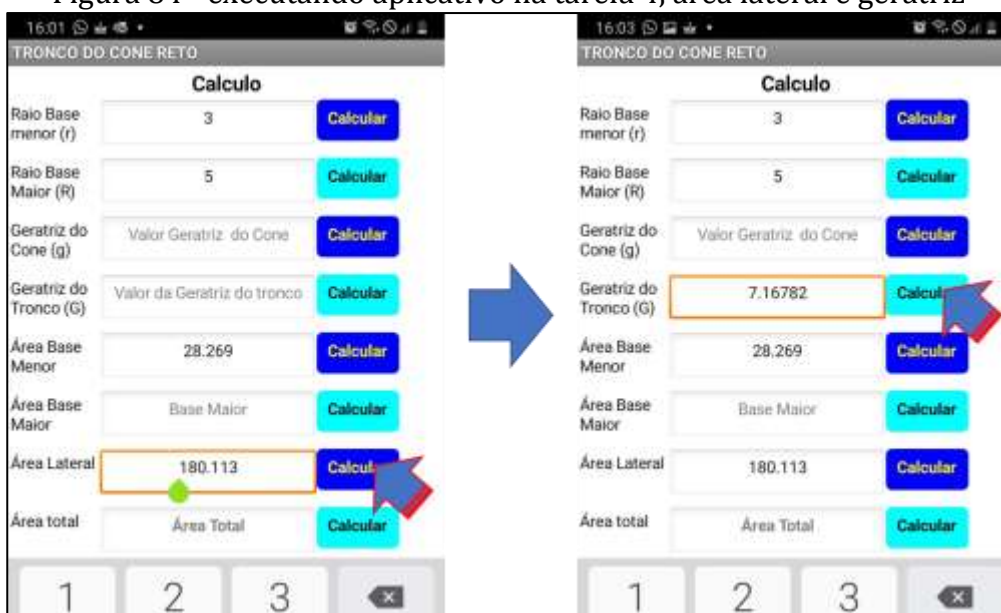 Figura 84 - executando aplicativo na tarefa 4, área lateral e geratriz
16:01
TRONCO DO CONE RETO
Calculo
Raio Base menor (r)
3
Calcular
Raio Base Maior (R)
5
Calcular
Geratriz do Cone (g)
Valor Geratriz do Cone
Calcular
Geratriz do Tronco (G)
Valor da Geratriz do tronco
Calcular
Área Base Menor
28.269
Calcular
Área Base Maior
Base Maior
Calcular
Área Lateral
180.113
Calcul
Área total
Área Total
Calcular
1 2 3
16:03
TRONCO DO CONE RETO
Calculo
Raio Base menor (r)
3
Calcular
Raio Base Maior (R)
5
Calcular
Geratriz do Cone (g)
Valor Geratriz do Cone
Calcular
Geratriz do Tronco (G)
7.16782
Calcul
Área Base Menor
28.269
Calcular
Área Base Maior
Base Maior
Calcular
Área Lateral
180.113
Calcular
Área total
Área Total
Calcular
1 2 3